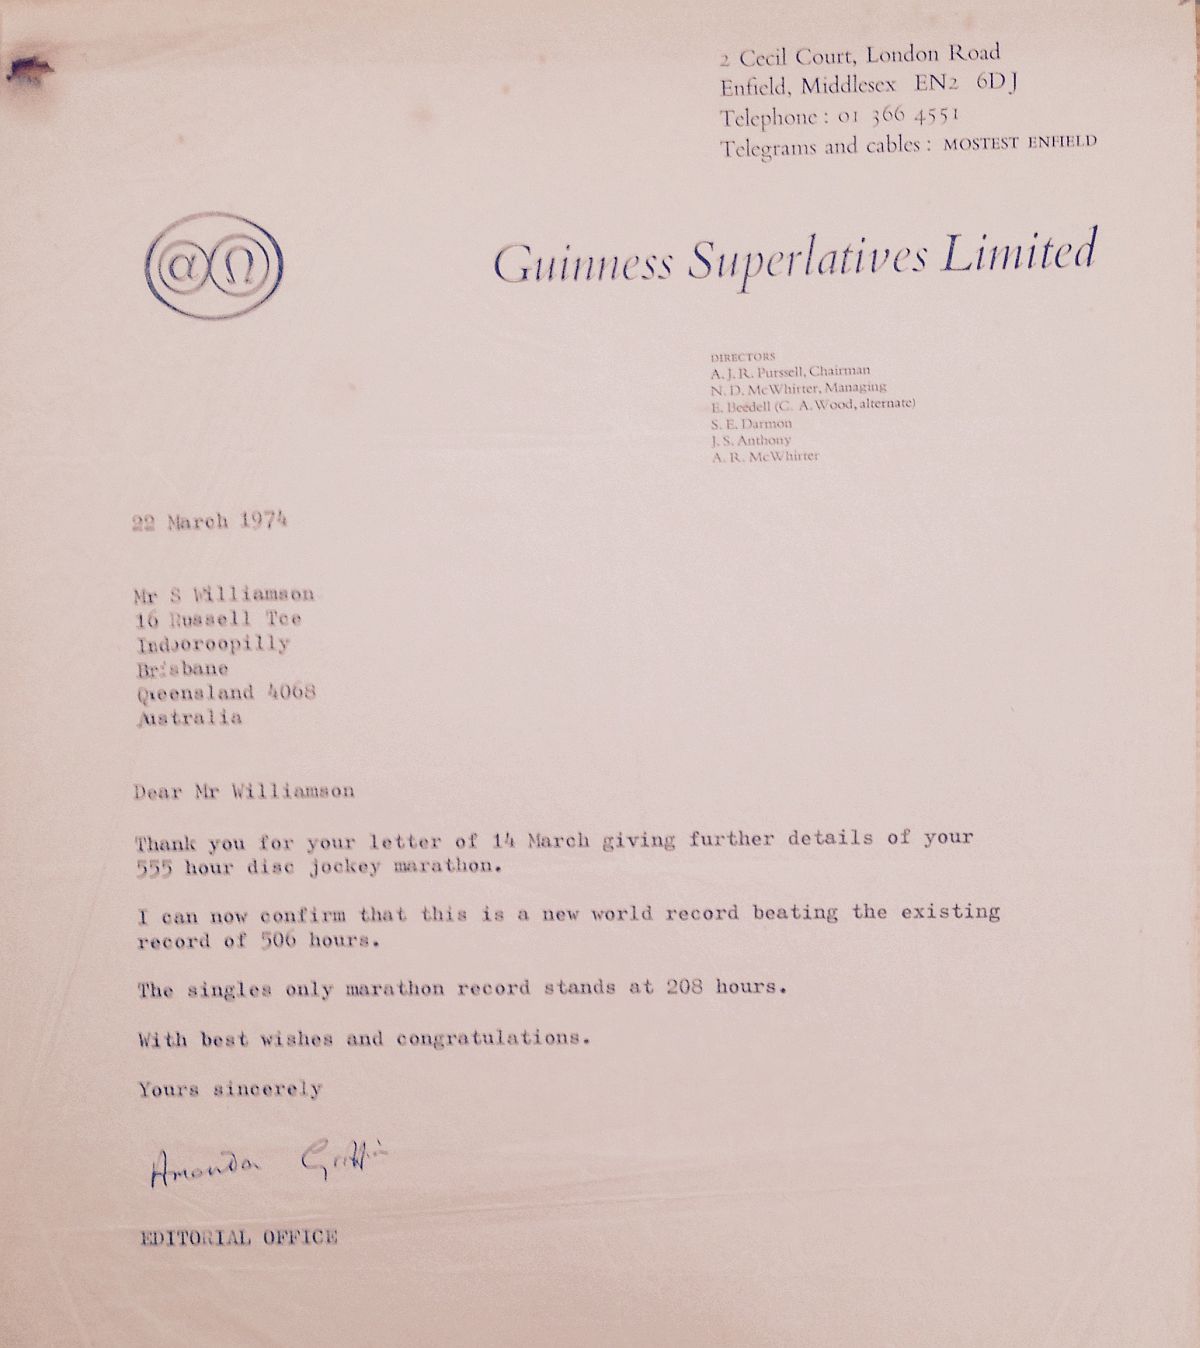 2 Cecil Court, London Road
Enfield, Middlesex EN2 6DJ
Telephone: 01 366 4551
Telegrams and cables: MOSTEST ENFIELD
αΩ
Guinness Superlatives Limited
DIRECTORS
A. J. R. Purssell, Chairman
N. D. McWhirter, Managing
E. Beedell (C. A. Wood, alternate)
S. E. Darmon
J. S. Anthony
A. R. McWhirter
22 March 1974
Mr S Williamson
16 Russell Tce
Indooroopilly
Brisbane
Queensland 4068
Australia
Dear Mr Williamson
Thank you for your letter of 14 March giving further details of your
555 hour disc jockey marathon.
I can now confirm that this is a new world record beating the existing
record of 506 hours.
The singles only marathon record stands at 208 hours.
With best wishes and congratulations.
Yours sincerely
Amanda Griffin
EDITORIAL OFFICE